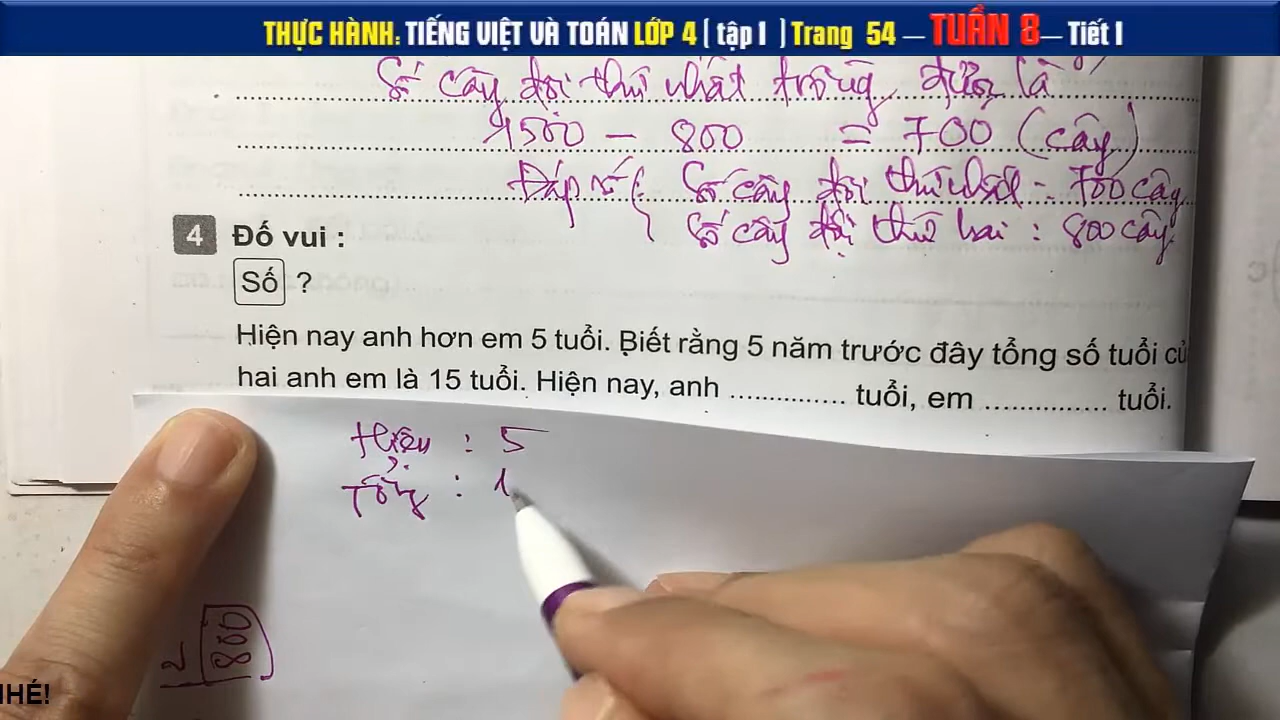 THỰC HÀNH: TIẾNG VIỆT VÀ TOÁN LỚP 4 ( tập 1 ) Trang 54 – TUẦN 8– Tiết 1
Số cây đội thứ nhất trồng được là
1500 – 800 = 700 (cây)
Đáp số: Số cây đội thứ nhất: 700 cây
Số cây đội thứ hai: 800 cây
4 Đố vui :
Số ?
Hiện nay anh hơn em 5 tuổi. Biết rằng 5 năm trước đây tổng số tuổi củ
hai anh em là 15 tuổi. Hiện nay, anh .............. tuổi, em .............. tuổi.
Hiệu : 5
Tổng : 1
2
800
HÉ!